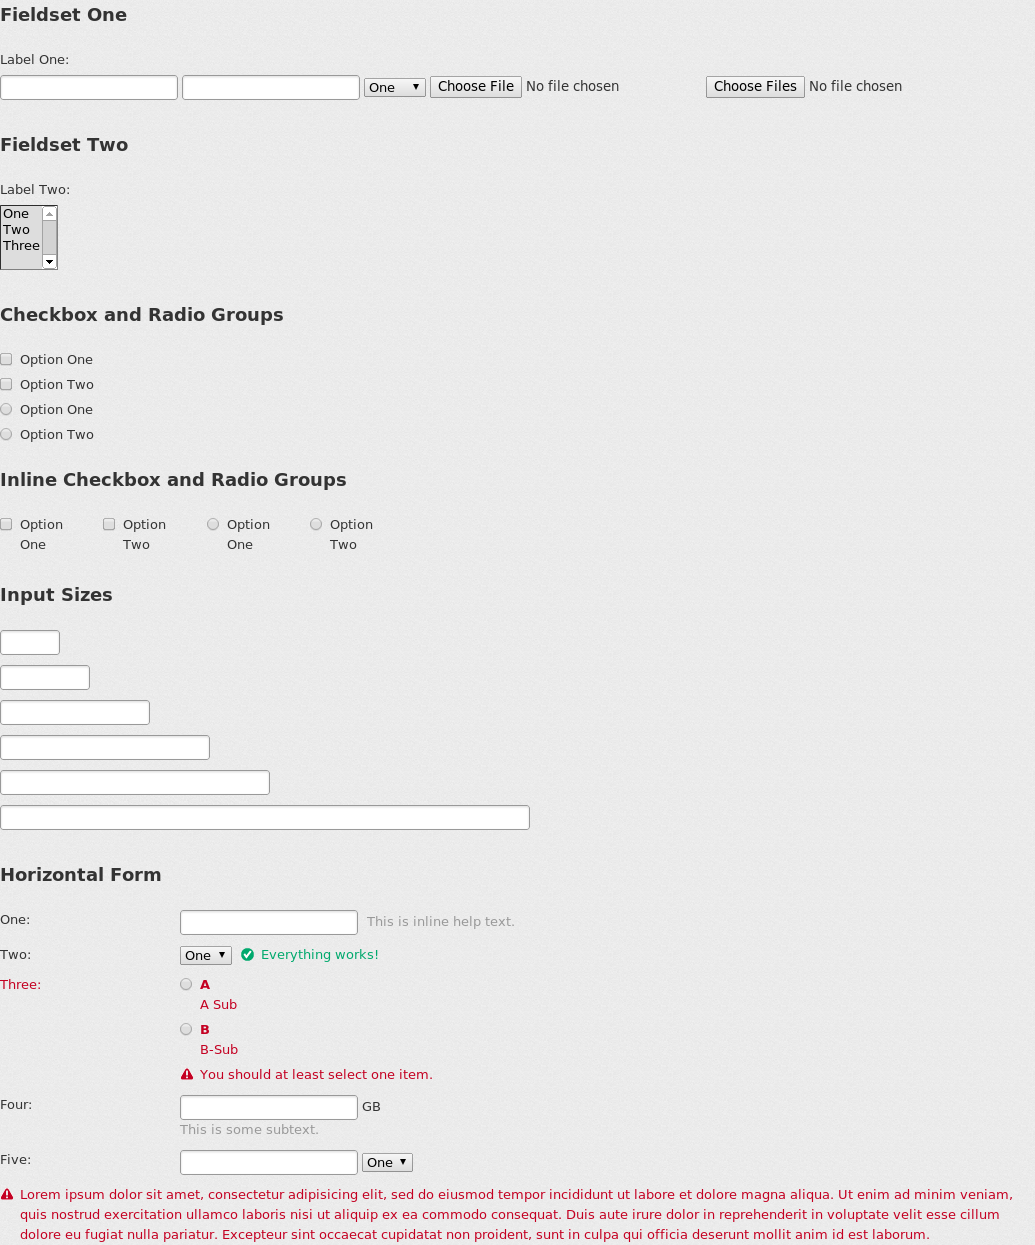 Fieldset One
Label One:
One Choose File No file chosen Choose Files No file chosen
Fieldset Two
Label Two:
One
Two
Three
Checkbox and Radio Groups
Option One
Option Two
Option One
Option Two
Inline Checkbox and Radio Groups
Option One
Option Two
Option One
Option Two
Input Sizes
Horizontal Form
One: This is inline help text.
Two: One Everything works!
Three: A
A Sub
B
B-Sub
You should at least select one item.
Four: GB
This is some subtext.
Five: One
Lorem ipsum dolor sit amet, consectetur adipisicing elit, sed do eiusmod tempor incididunt ut labore et dolore magna aliqua. Ut enim ad minim veniam,
quis nostrud exercitation ullamco laboris nisi ut aliquip ex ea commodo consequat. Duis aute irure dolor in reprehenderit in voluptate velit esse cillum
dolore eu fugiat nulla pariatur. Excepteur sint occaecat cupidatat non proident, sunt in culpa qui officia deserunt mollit anim id est laborum.